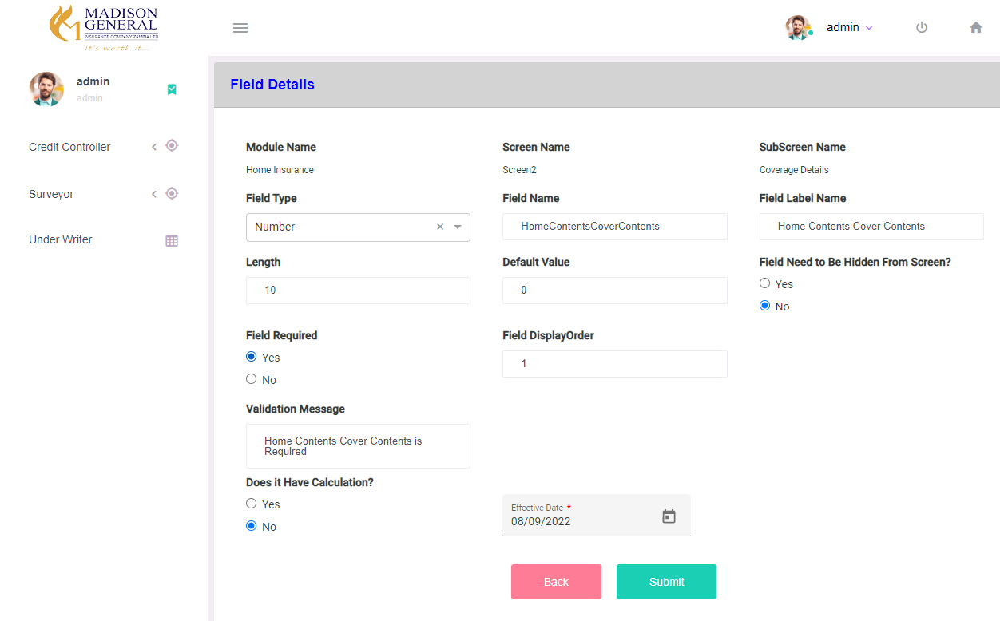 MADISON
GENERAL
INSURANCE COMPANY ZAMBIA LTD
it's worth it...
admin
admin
admin
Credit Controller
Surveyor
Under Writer
Field Details
Module Name
Screen Name
SubScreen Name
Home Insurance
Screen2
Coverage Details
Field Type
Field Name
Field Label Name
Number
HomeContentsCoverContents
Home Contents Cover Contents
Length
Default Value
Field Need to Be Hidden From Screen?
10
0
Yes
No
Field Required
Field DisplayOrder
Yes
1
No
Validation Message
Home Contents Cover Contents is
Required
Does it Have Calculation?
Yes
No
Effective Date *
08/09/2022
Back
Submit